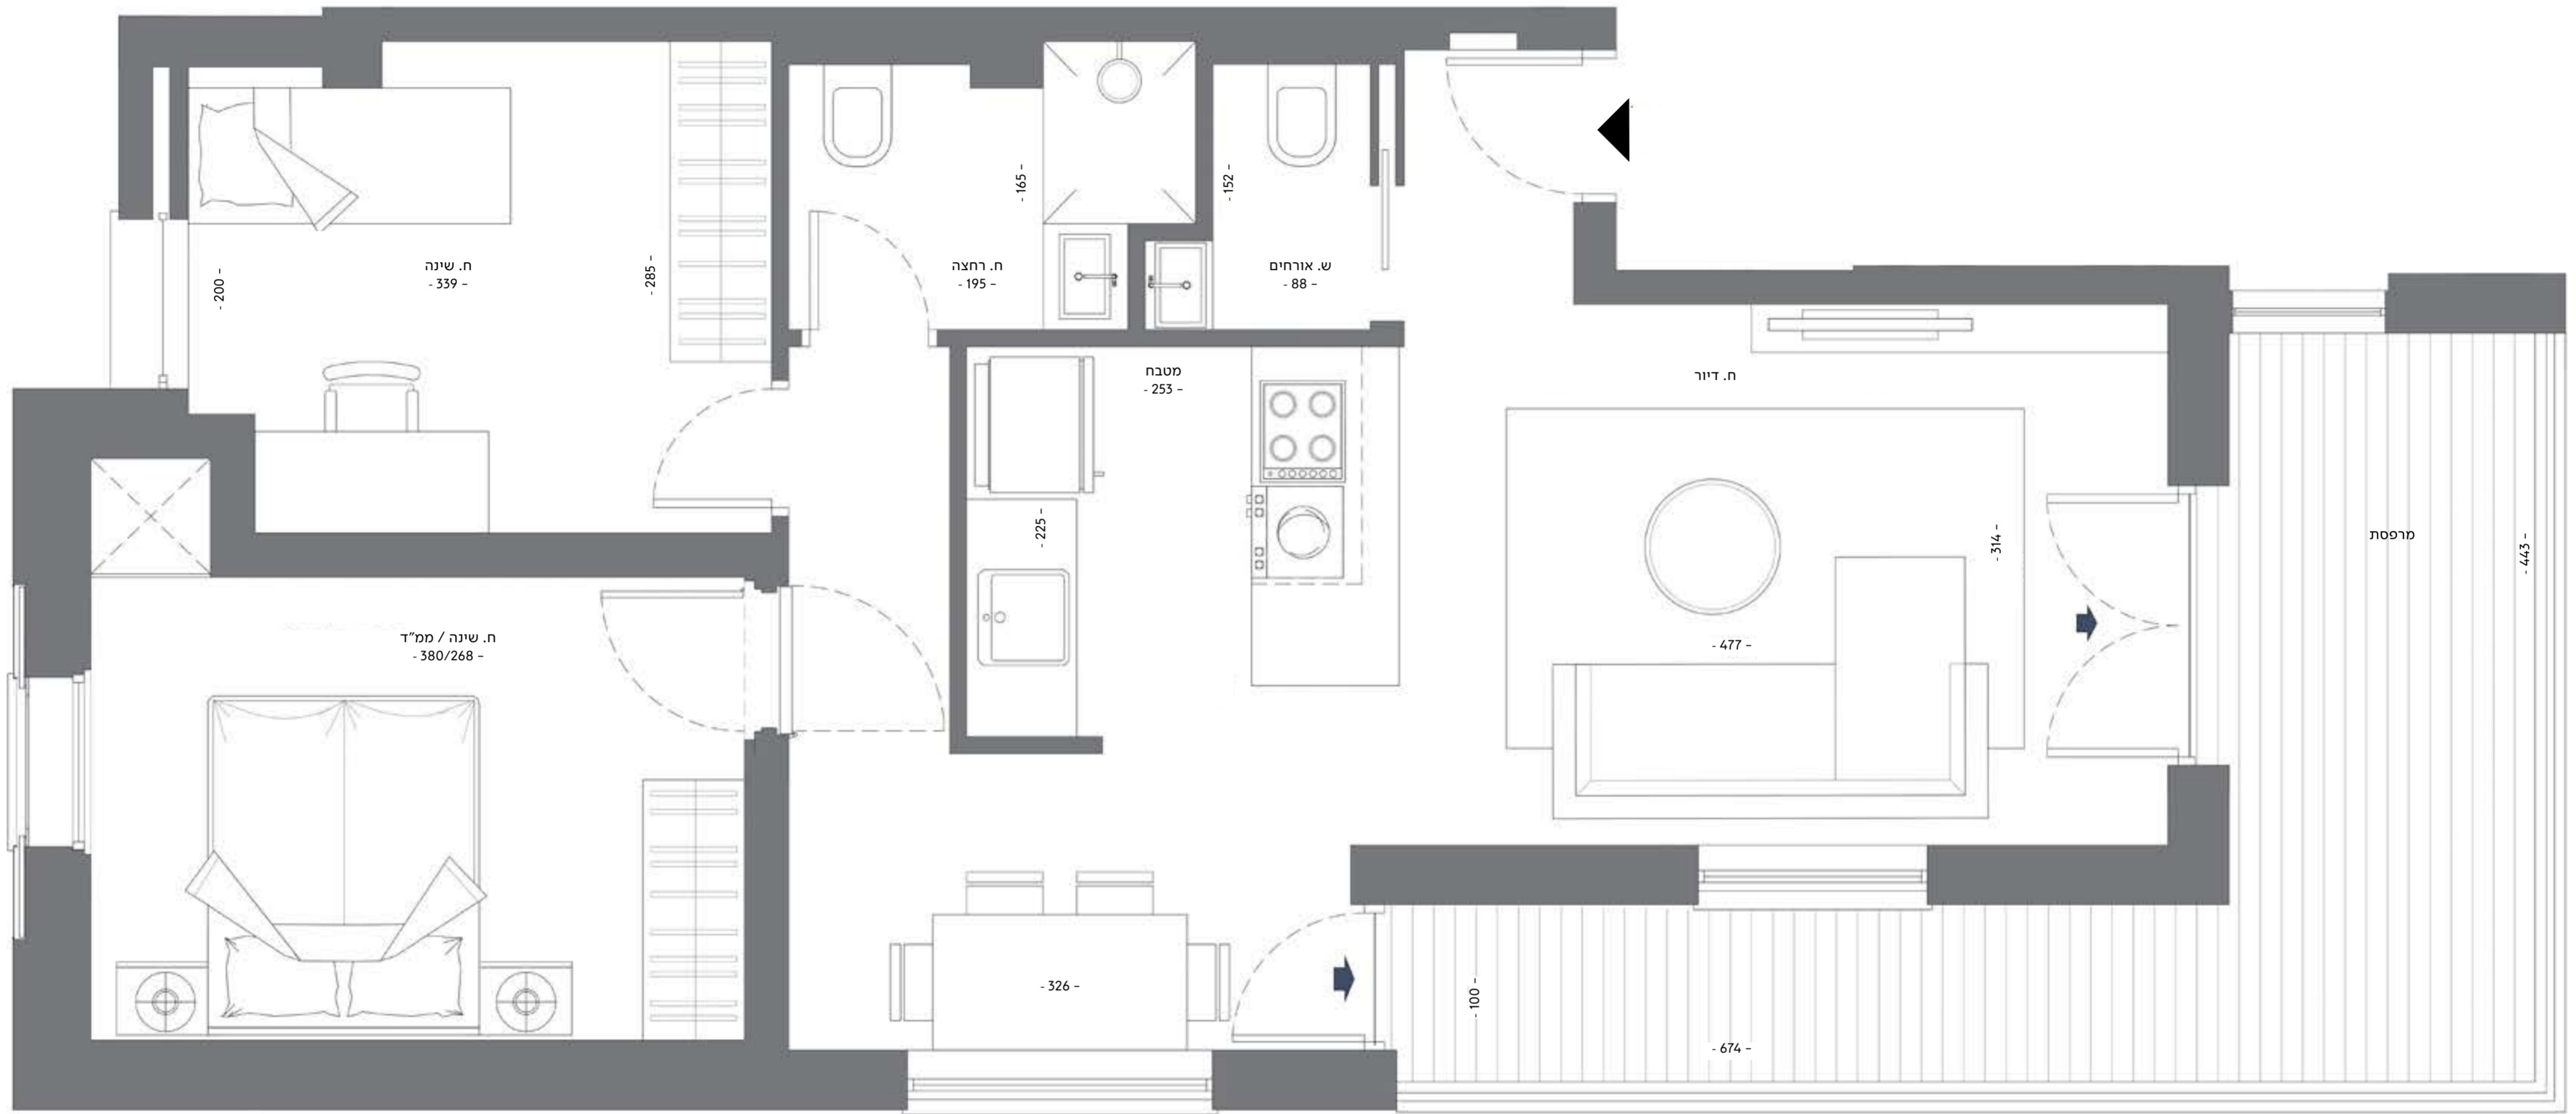 ח. שינה
- 339 -
- 200 -
- 285 -
ח. רחצה
- 195 -
- 165 -
ש. אורחים
- 88 -
- 152 -
מטבח
- 253 -
- 225 -
ח. דיור
- 477 -
- 314 -
מרפסת
- 443 -
ח. שינה / ממ"ד
- 380/268 -
- 326 -
- 100 -
- 674 -